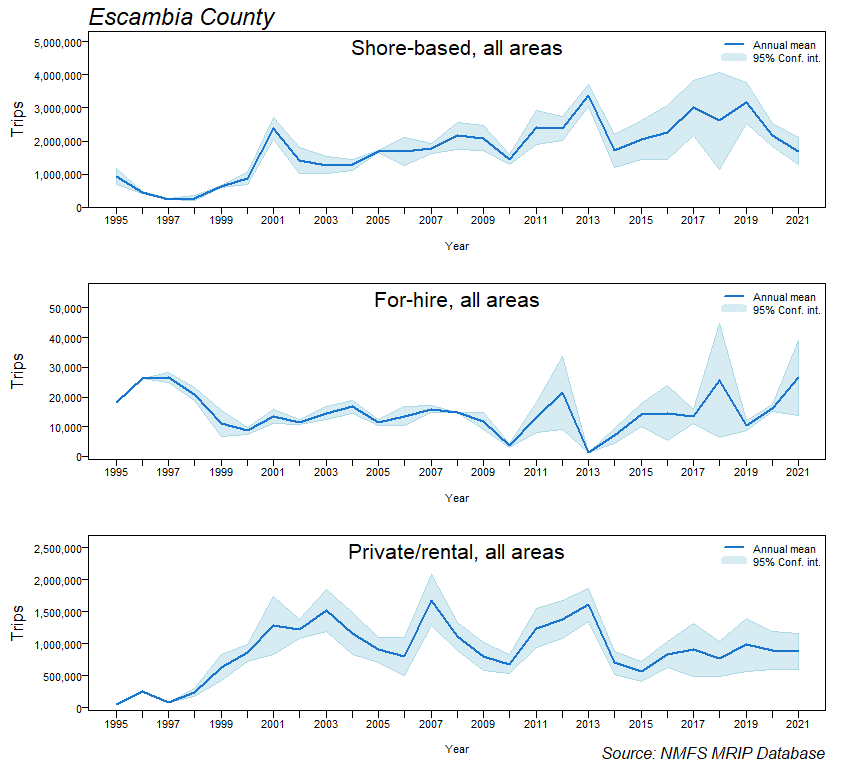 Escambia County
Shore-based, all areas
Annual mean
95% Conf. int.
Trips
5,000,000
4,000,000
3,000,000
2,000,000
1,000,000
0
1995 1997 1999 2001 2003 2005 2007 2009 2011 2013 2015 2017 2019 2021
Year
For-hire, all areas
Annual mean
95% Conf. int.
Trips
50,000
40,000
30,000
20,000
10,000
0
1995 1997 1999 2001 2003 2005 2007 2009 2011 2013 2015 2017 2019 2021
Year
Private/rental, all areas
Annual mean
95% Conf. int.
Trips
2,500,000
2,000,000
1,500,000
1,000,000
500,000
0
1995 1997 1999 2001 2003 2005 2007 2009 2011 2013 2015 2017 2019 2021
Year
Source: NMFS MRIP Database